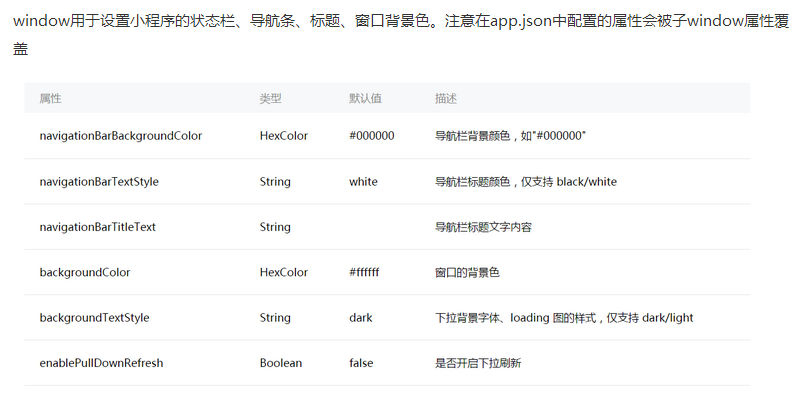 window用于设置小程序的状态栏、导航条、标题、窗口背景色。注意在app.json中配置的属性会被子window属性覆
盖
属性 类型 默认值 描述
navigationBarBackgroundColor HexColor #000000 导航栏背景颜色，如"#000000"
navigationBarTextStyle String white 导航栏标题颜色，仅支持 black/white
navigationBarTitleText String 导航栏标题文字内容
backgroundColor HexColor #ffffff 窗口的背景色
backgroundTextStyle String dark 下拉背景字体、loading 图的样式，仅支持 dark/light
enablePullDownRefresh Boolean false 是否开启下拉刷新